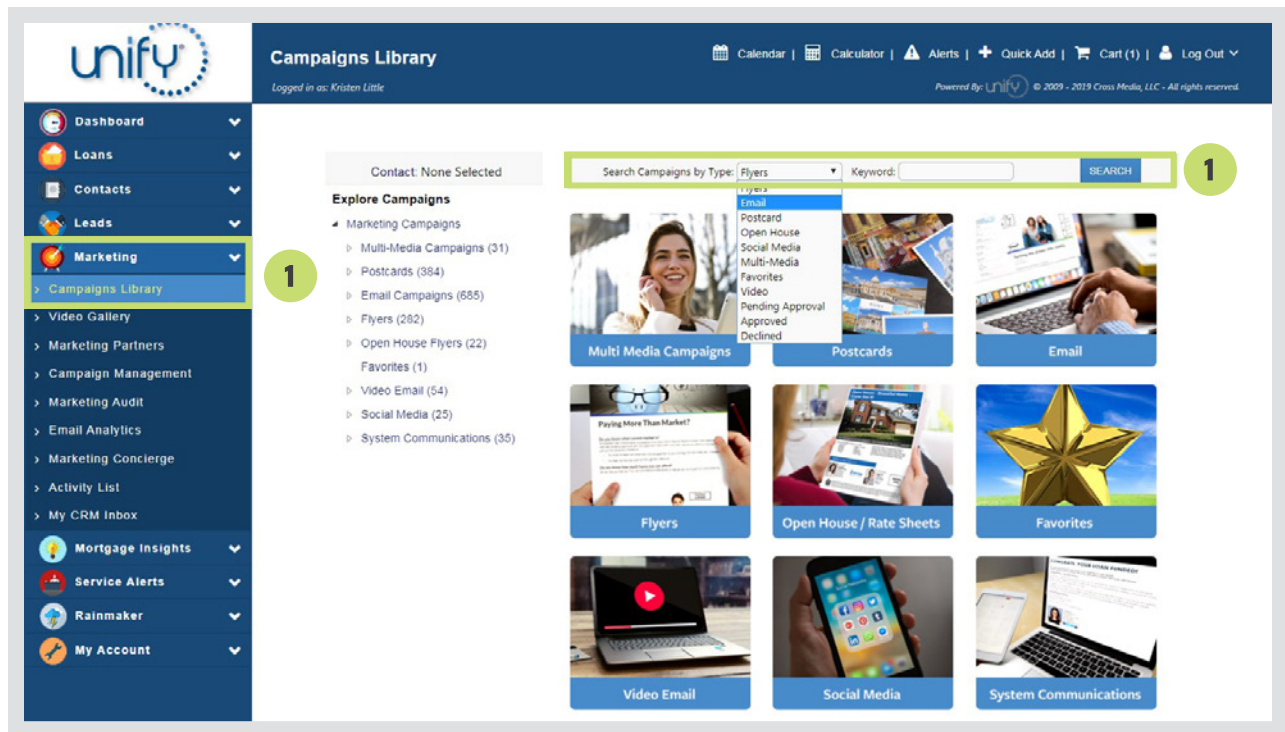 unify
Campaigns Library
Calendar | Calculator | Alerts | Quick Add | Cart (1) | Log Out
Logged in as: Kristen Little
Powered By: unify © 2009 - 2019 Cross Media, LLC - All rights reserved.
Dashboard
Loans
Contacts
Leads
Marketing
1
> Campaigns Library
> Video Gallery
> Marketing Partners
> Campaign Management
> Marketing Audit
> Email Analytics
> Marketing Concierge
> Activity List
> My CRM Inbox
Mortgage Insights
Service Alerts
Rainmaker
My Account
Contact: None Selected
Explore Campaigns
Marketing Campaigns
Multi-Media Campaigns (31)
Postcards (384)
Email Campaigns (685)
Flyers (282)
Open House Flyers (22)
Favorites (1)
Video Email (54)
Social Media (25)
System Communications (35)
Search Campaigns by Type: Flyers Keyword: SEARCH
1
Flyers
Email
Postcard
Open House
Social Media
Multi-Media
Favorites
Video
Pending Approval
Approved
Declined
Multi Media Campaigns
Postcards
Email
Paying More Than Market?
Flyers
Open House / Rate Sheets
Favorites
Video Email
Social Media
System Communications